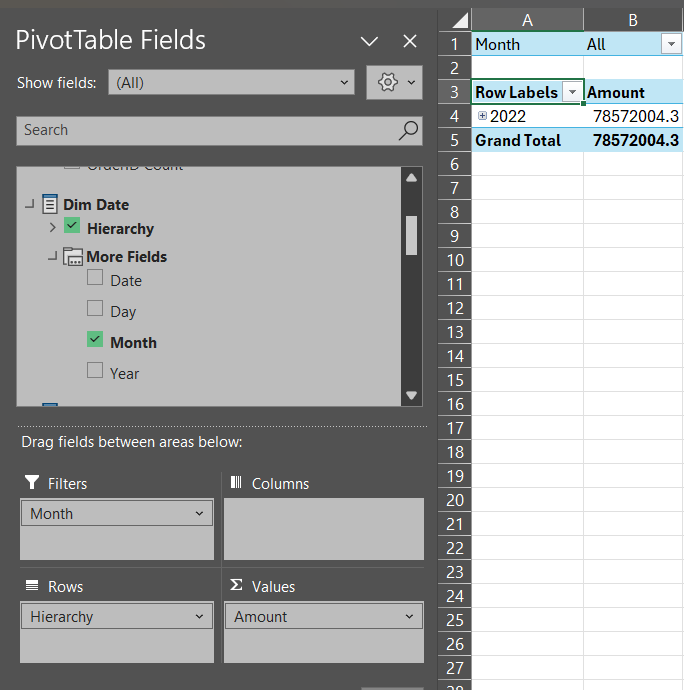 PivotTable Fields
Show fields: (All)
Search
OrderID Count
Dim Date
Hierarchy
More Fields
Date
Day
Month
Year
Drag fields between areas below:
Filters
Columns
Month
Rows
Σ Values
Hierarchy
Amount
A B
1 Month All
2
3 Row Labels Amount
4 2022 78572004.3
5 Grand Total 78572004.3
6
7
8
9
10
11
12
13
14
15
16
17
18
19
20
21
22
23
24
25
26
27
28